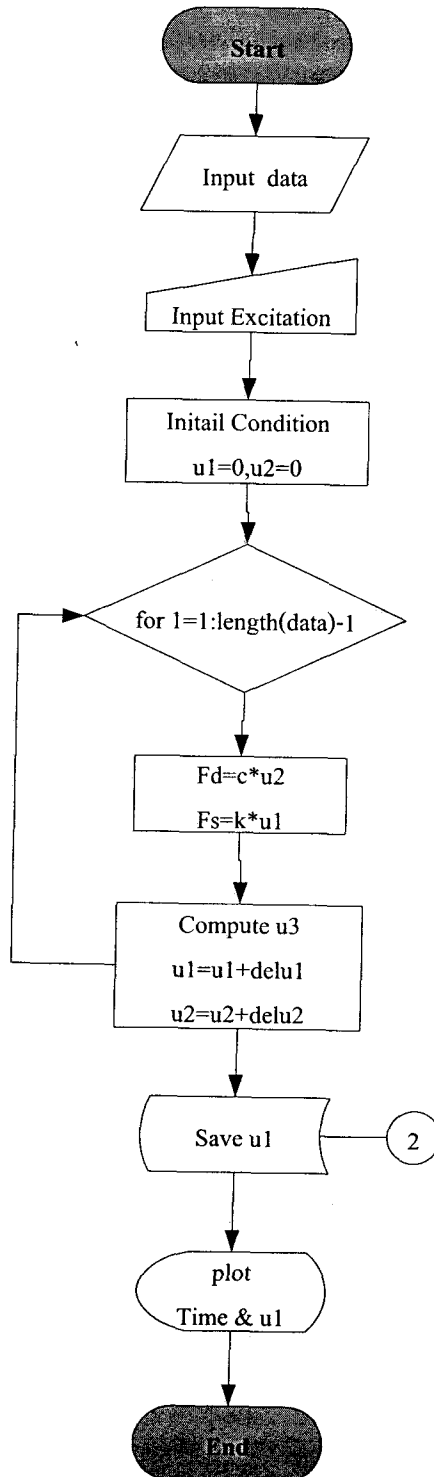 Start
Input data
Input Excitation
Initail Condition
u1=0,u2=0
for 1=1:length(data)-1
Fd=c*u2
Fs=k*u1
Compute u3
u1=u1+delu1
u2=u2+delu2
Save u1
2
plot
Time & u1
End